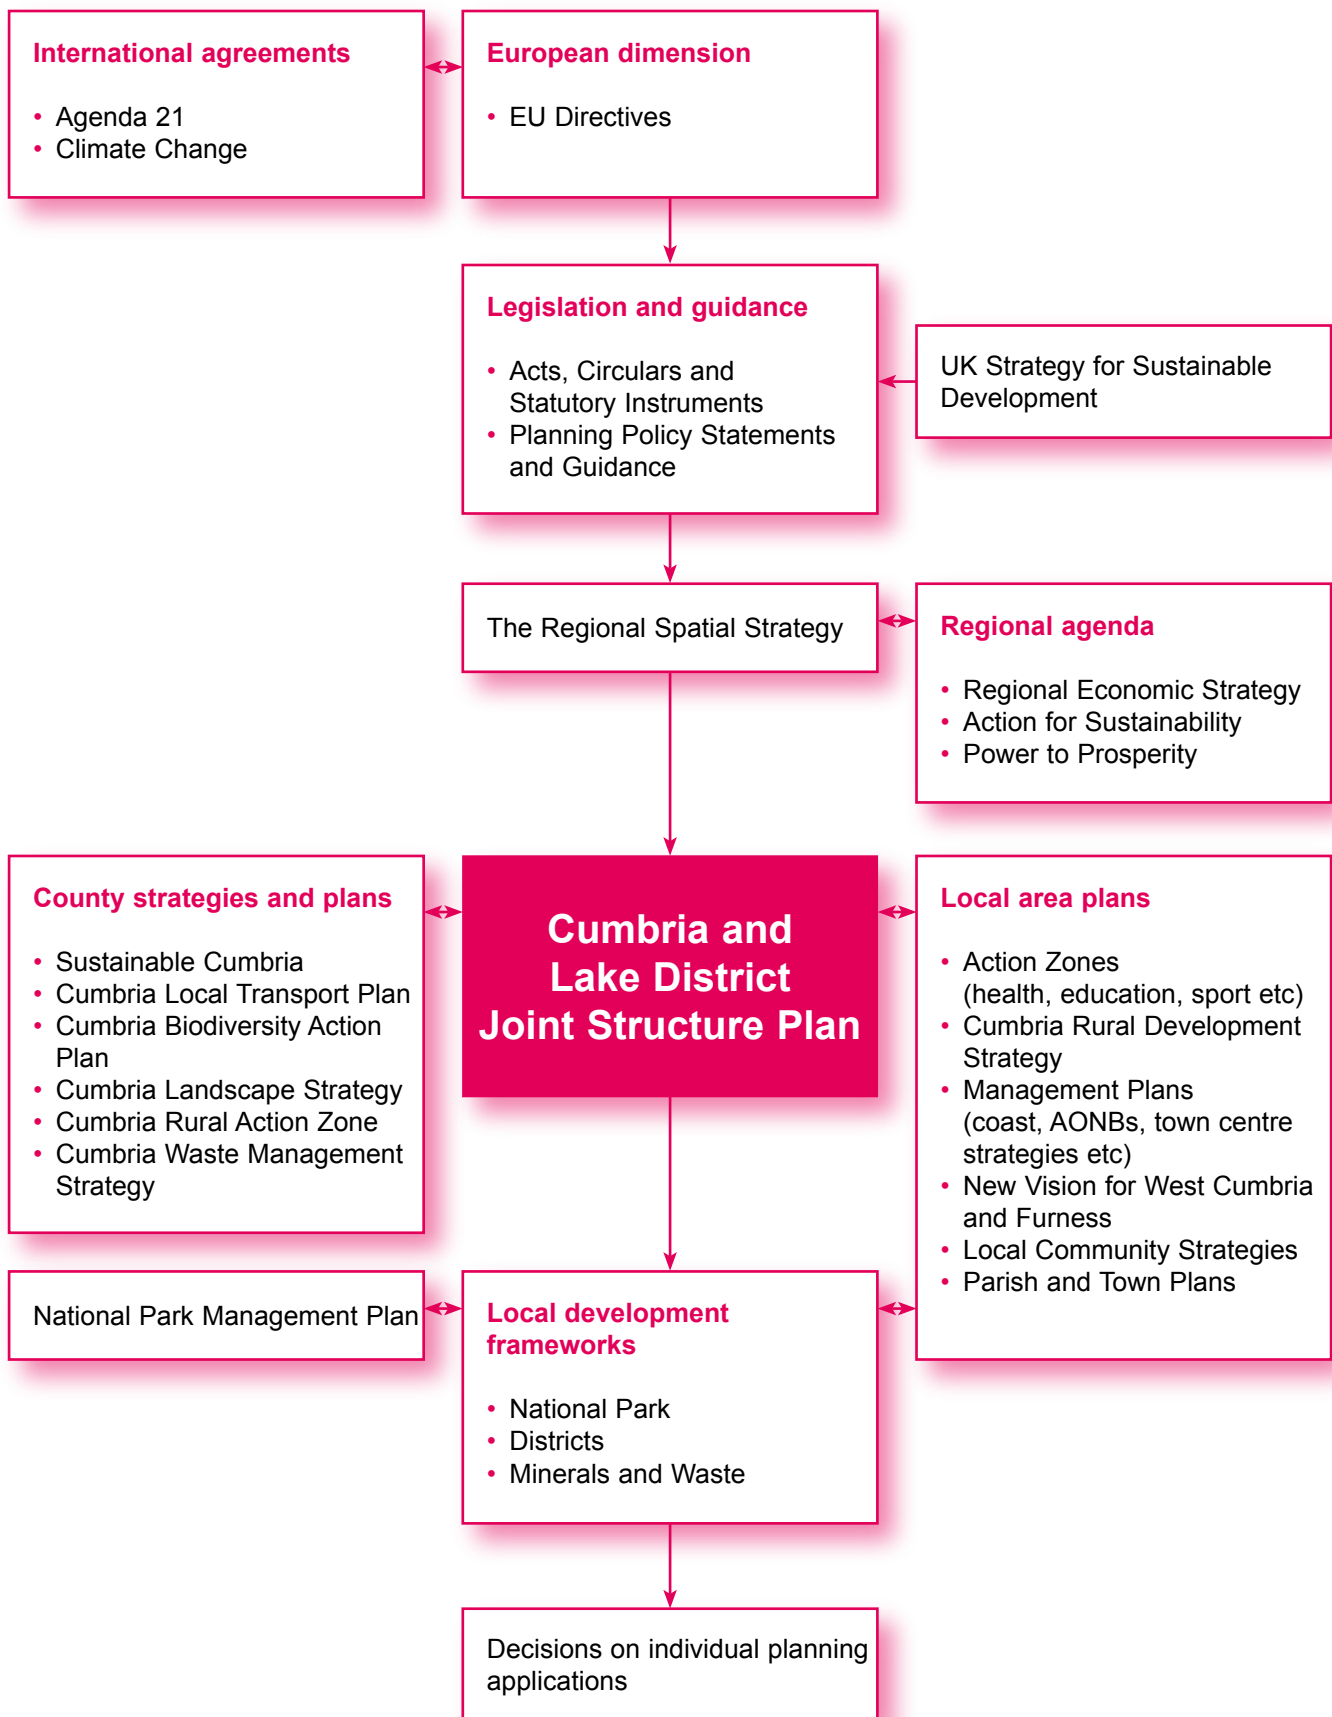 International agreements
• Agenda 21
• Climate Change
European dimension
• EU Directives
Legislation and guidance
• Acts, Circulars and
Statutory Instruments
• Planning Policy Statements
and Guidance
UK Strategy for Sustainable
Development
The Regional Spatial Strategy
Regional agenda
• Regional Economic Strategy
• Action for Sustainability
• Power to Prosperity
County strategies and plans
• Sustainable Cumbria
• Cumbria Local Transport Plan
• Cumbria Biodiversity Action
Plan
• Cumbria Landscape Strategy
• Cumbria Rural Action Zone
• Cumbria Waste Management
Strategy
Cumbria and
Lake District
Joint Structure Plan
Local area plans
• Action Zones
(health, education, sport etc)
• Cumbria Rural Development
Strategy
• Management Plans
(coast, AONBs, town centre
strategies etc)
• New Vision for West Cumbria
and Furness
• Local Community Strategies
• Parish and Town Plans
National Park Management Plan
Local development
frameworks
• National Park
• Districts
• Minerals and Waste
Decisions on individual planning
applications